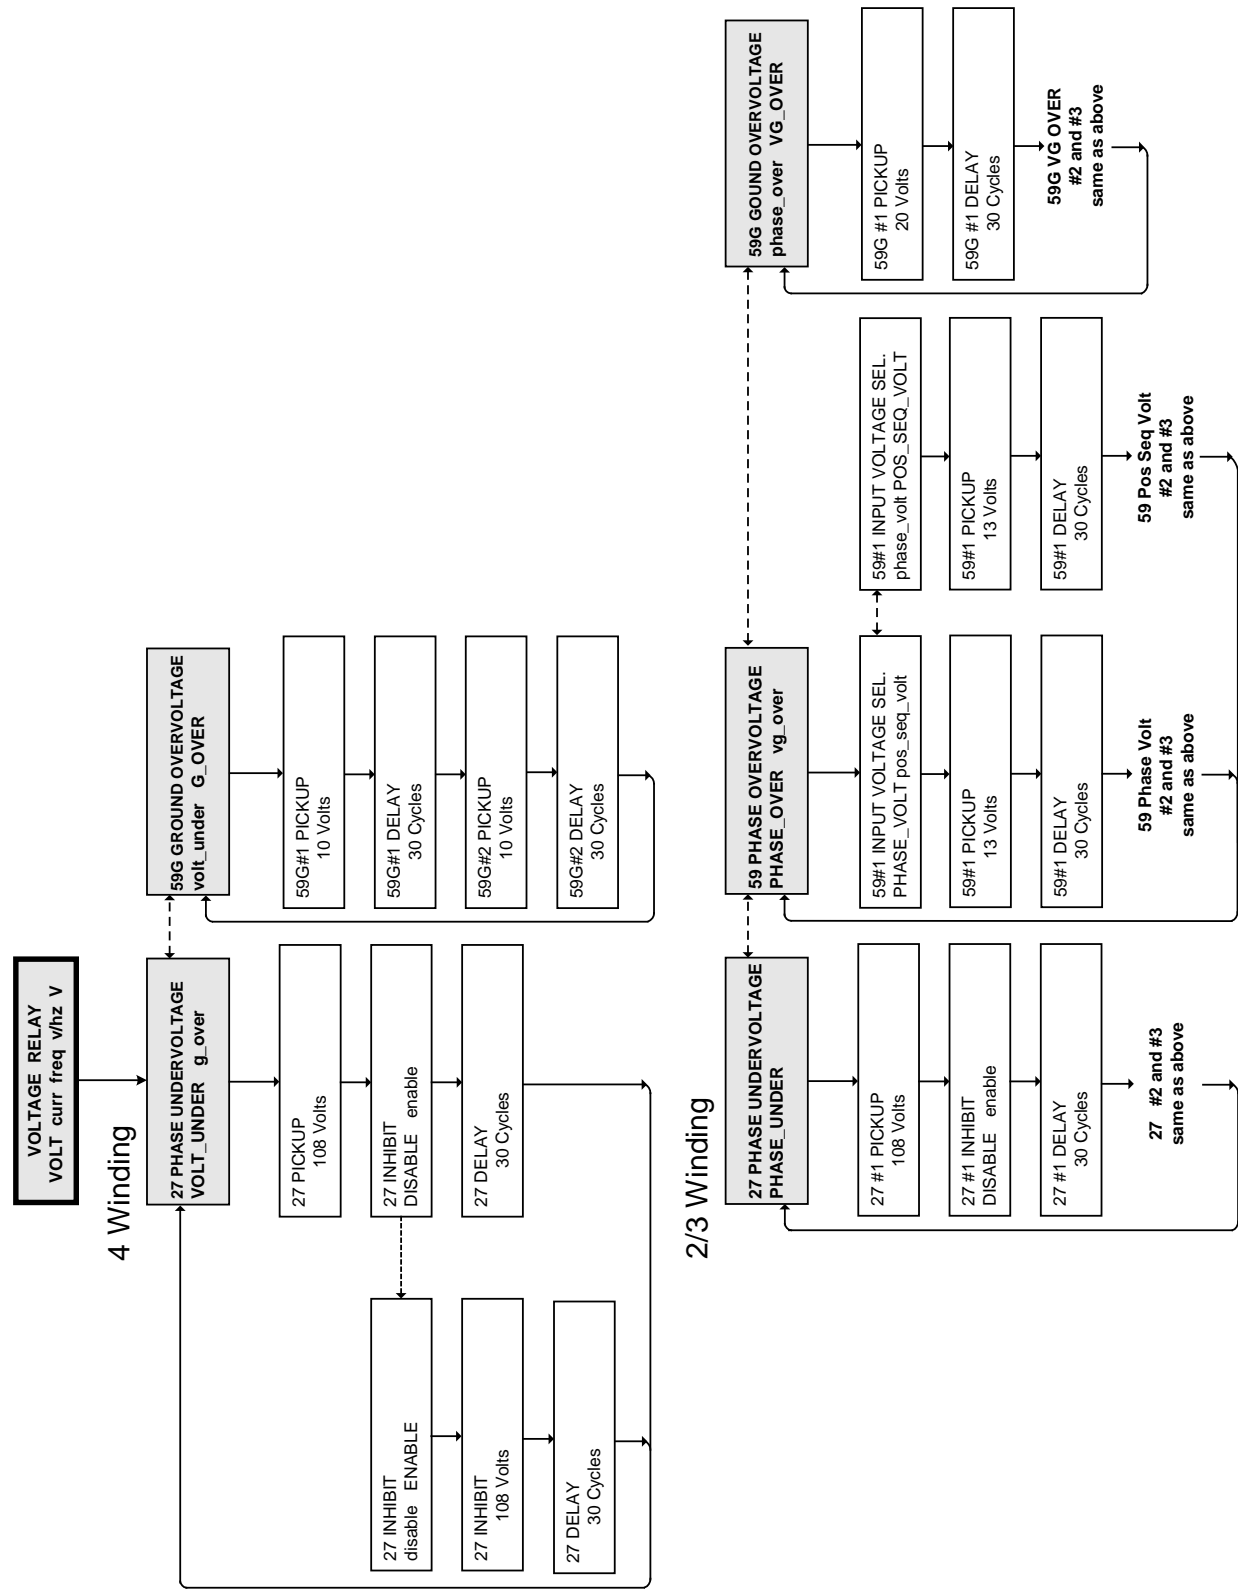 VOLTAGE RELAY
VOLT curr freq v/hz V
4 Winding
27 PHASE UNDERVOLTAGE
VOLT_UNDER g_over
59G GROUND OVERVOLTAGE
volt_under G_OVER
27 PICKUP
108 Volts
27 INHIBIT
DISABLE enable
27 DELAY
30 Cycles
27 INHIBIT
disable ENABLE
27 INHIBIT
108 Volts
27 DELAY
30 Cycles
59G#1 PICKUP
10 Volts
59G#1 DELAY
30 Cycles
59G#2 PICKUP
10 Volts
59G#2 DELAY
30 Cycles
2/3 Winding
27 PHASE UNDERVOLTAGE
PHASE_UNDER
27 #1 PICKUP
108 Volts
27 #1 INHIBIT
DISABLE enable
27 #1 DELAY
30 Cycles
27 #2 and #3
same as above
59 PHASE OVERVOLTAGE
PHASE_OVER vg_over
59#1 INPUT VOLTAGE SEL.
PHASE_VOLT pos_seq_volt
59#1 PICKUP
13 Volts
59#1 DELAY
30 Cycles
59 Phase Volt
#2 and #3
same as above
59#1 INPUT VOLTAGE SEL.
phase_volt POS_SEQ_VOLT
59#1 PICKUP
13 Volts
59#1 DELAY
30 Cycles
59 Pos Seq Volt
#2 and #3
same as above
59G GOUND OVERVOLTAGE
phase_over VG_OVER
59G #1 PICKUP
20 Volts
59G #1 DELAY
30 Cycles
59G VG OVER
#2 and #3
same as above